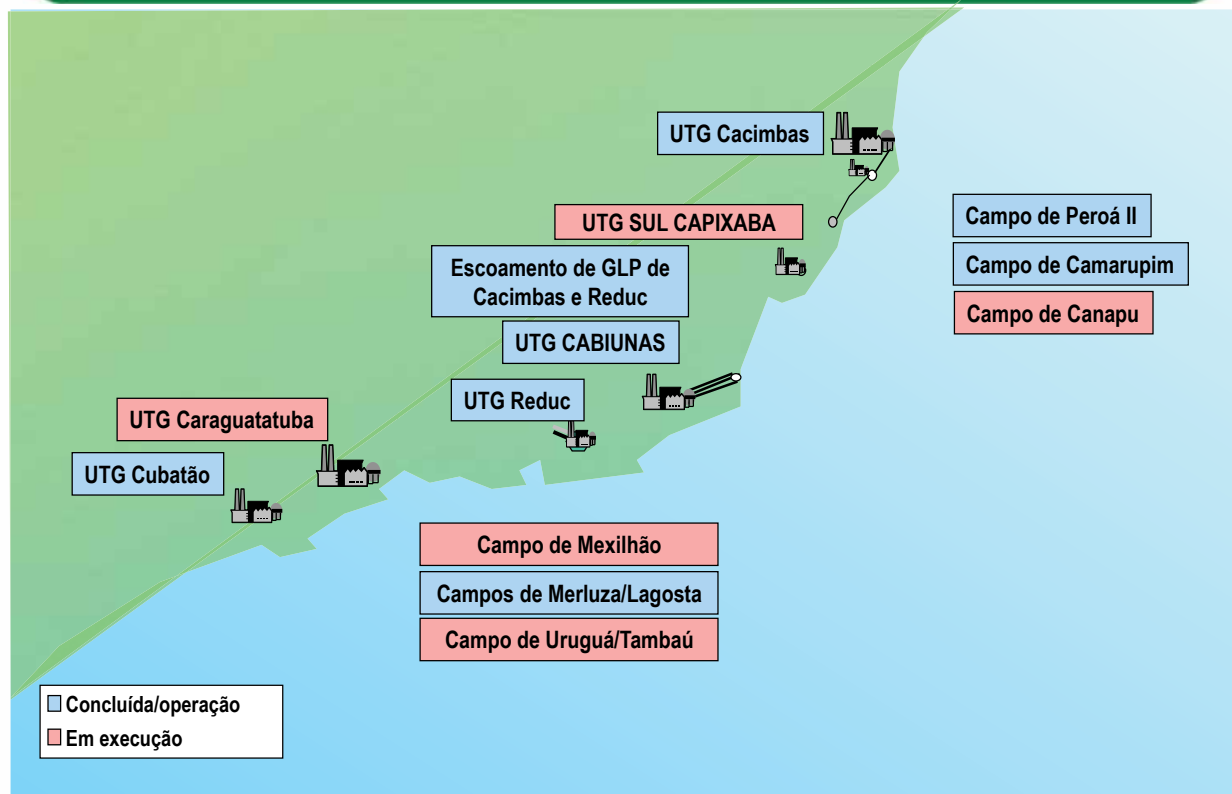 UTG Cacimbas
UTG SUL CAPIXABA
Escoamento de GLP de
Cacimbas e Reduc
UTG CABIUNAS
UTG Reduc
UTG Caraguatatuba
UTG Cubatão
Campo de Peroá II
Campo de Camarupim
Campo de Canapu
Campo de Mexilhão
Campos de Merluza/Lagosta
Campo de Uruguá/Tambaú
Concluída/operação
Em execução